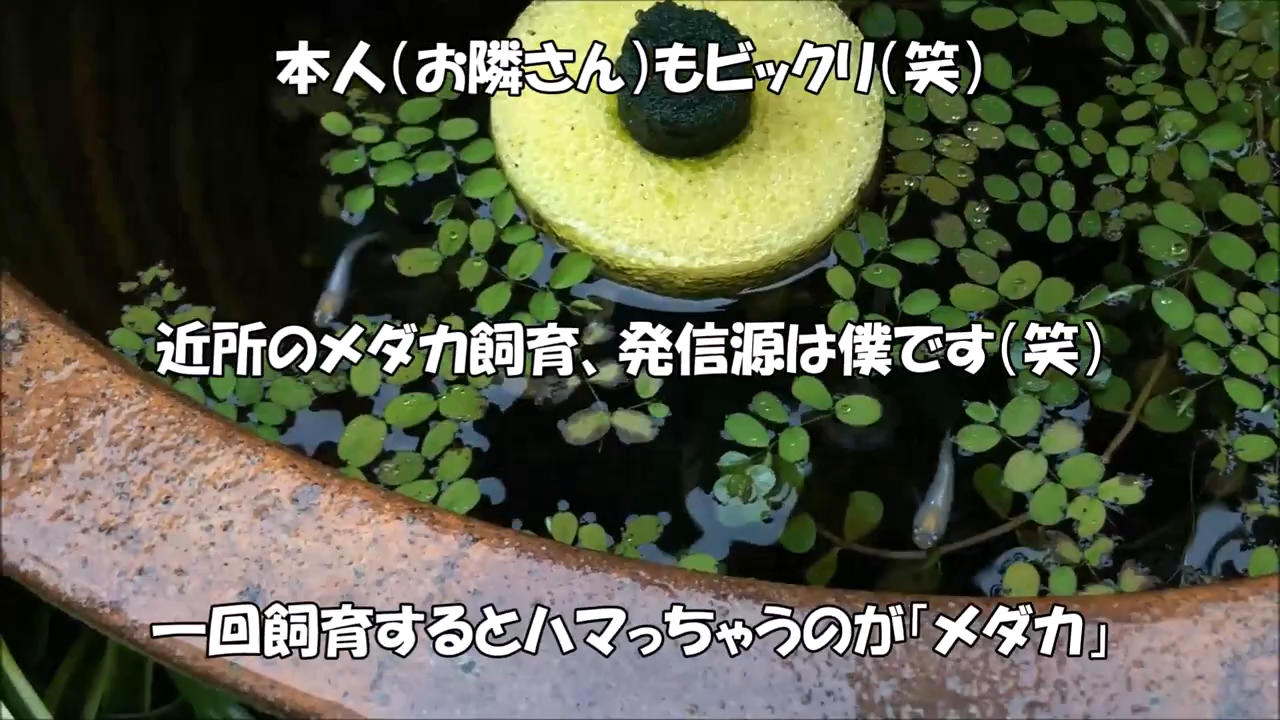 本人（お隣さん）もビックリ（笑）
近所のメダカ飼育、発信源は僕です（笑）
一回飼育するとハマっちゃうのが「メダカ」